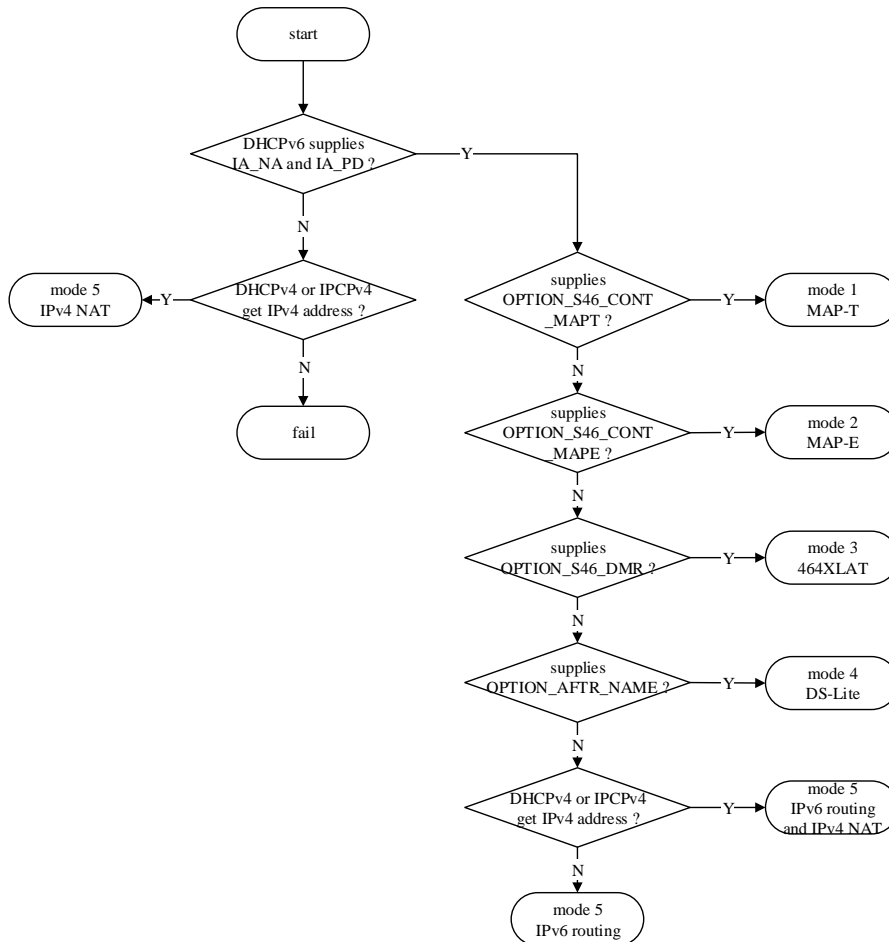 start
DHCPv6 supplies
IA_NA and IA_PD ?
Y
N
mode 5
IPv4 NAT
Y
DHCPv4 or IPCPv4
get IPv4 address ?
N
fail
supplies
OPTION_S46_CONT
_MAPT ?
Y
mode 1
MAP-T
N
supplies
OPTION_S46_CONT
_MAPE ?
Y
mode 2
MAP-E
N
supplies
OPTION_S46_DMR ?
Y
mode 3
464XLAT
N
supplies
OPTION_AFTR_NAME ?
Y
mode 4
DS-Lite
N
DHCPv4 or IPCPv4
get IPv4 address ?
Y
mode 5
IPv6 routing
and IPv4 NAT
N
mode 5
IPv6 routing